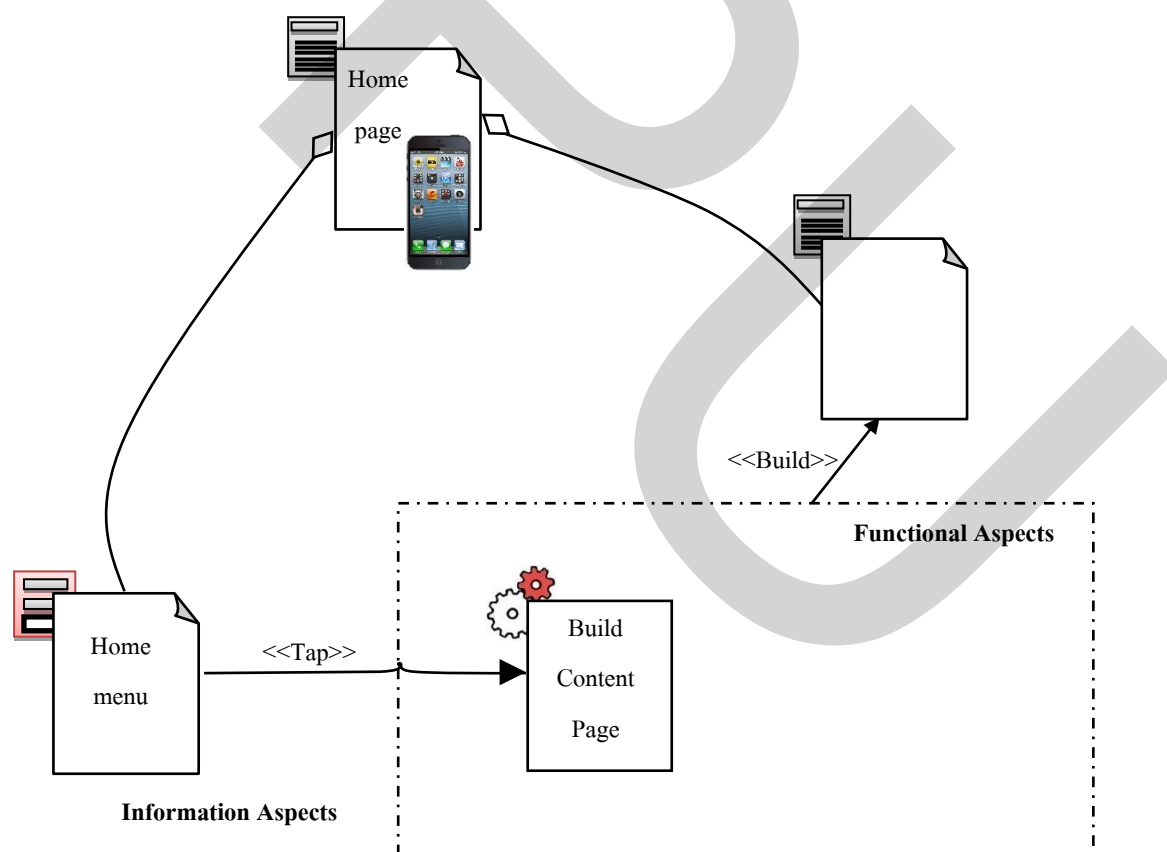 Home
page
<<Build>>
Functional Aspects
Home
menu
<<Tap>>
Build
Content
Page
Information Aspects